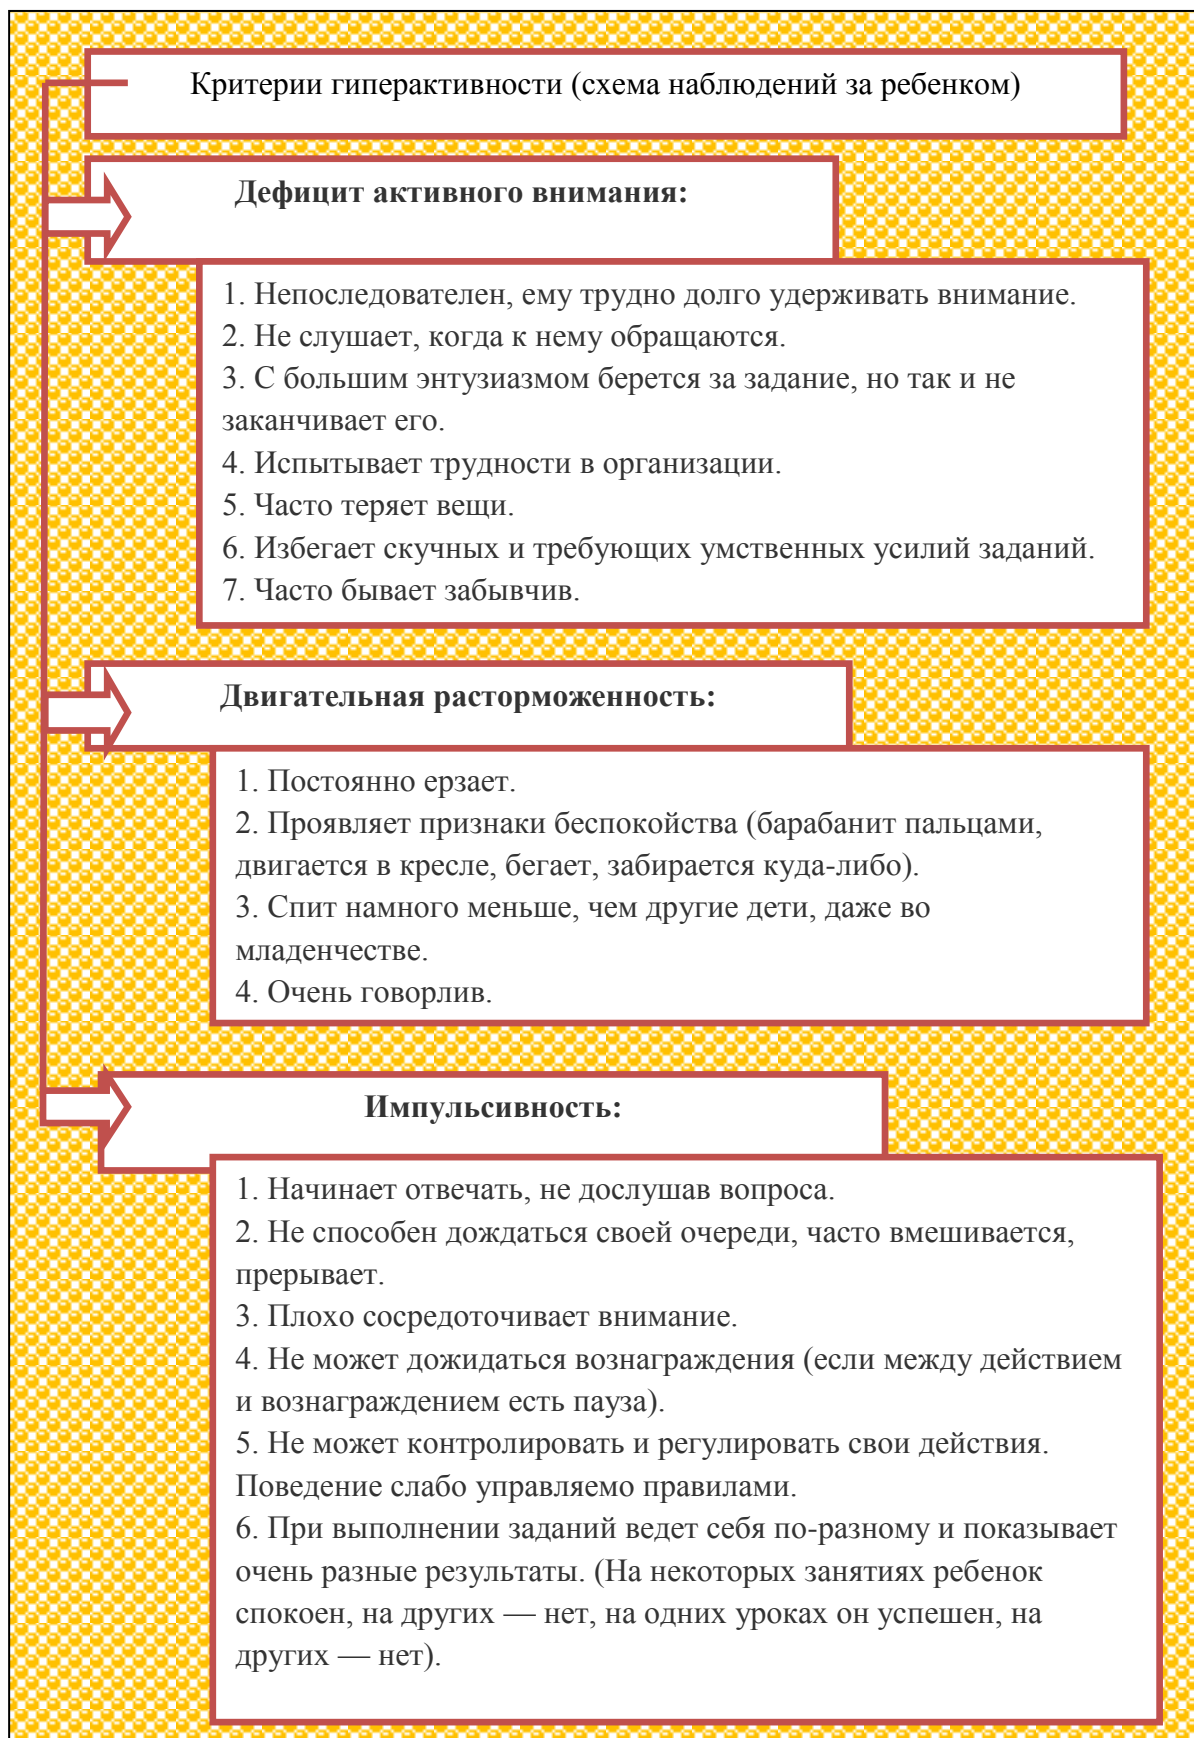 Критерии гиперактивности (схема наблюдений за ребенком)
Дефицит активного внимания:
1. Непоследователен, ему трудно долго удерживать внимание.
2. Не слушает, когда к нему обращаются.
3. С большим энтузиазмом берется за задание, но так и не
заканчивает его.
4. Испытывает трудности в организации.
5. Часто теряет вещи.
6. Избегает скучных и требующих умственных усилий заданий.
7. Часто бывает забывчив.
Двигательная расторможенность:
1. Постоянно ерзает.
2. Проявляет признаки беспокойства (барабанит пальцами,
двигается в кресле, бегает, забирается куда-либо).
3. Спит намного меньше, чем другие дети, даже во
младенчестве.
4. Очень говорлив.
Импульсивность:
1. Начинает отвечать, не дослушав вопроса.
2. Не способен дождаться своей очереди, часто вмешивается,
прерывает.
3. Плохо сосредоточивает внимание.
4. Не может дожидаться вознаграждения (если между действием
и вознаграждением есть пауза).
5. Не может контролировать и регулировать свои действия.
Поведение слабо управляемо правилами.
6. При выполнении заданий ведет себя по-разному и показывает
очень разные результаты. (На некоторых занятиях ребенок
спокоен, на других — нет, на одних уроках он успешен, на
других — нет).